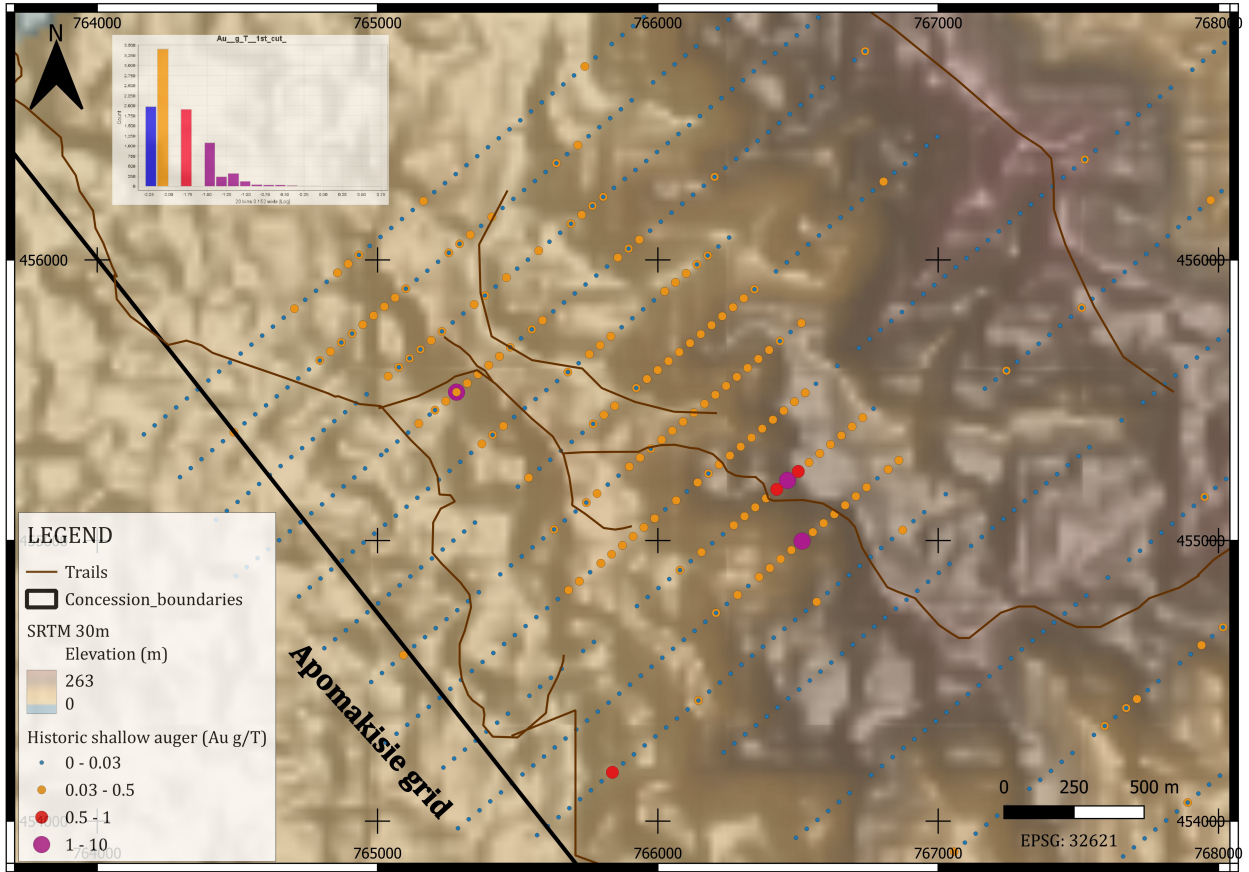 764000
765000
766000
767000
768000
N
Au__g_T__1st_cut_
Count
456000
456000
455000
455000
454000
454000
LEGEND
Trails
Concession_boundaries
SRTM 30m
Elevation (m)
263
0
Historic shallow auger (Au g/T)
0 - 0.03
0.03 - 0.5
0.5 - 1
1 - 10
Apomakisie grid
0 250 500 m
EPSG: 32621
764000
765000
766000
767000
768000